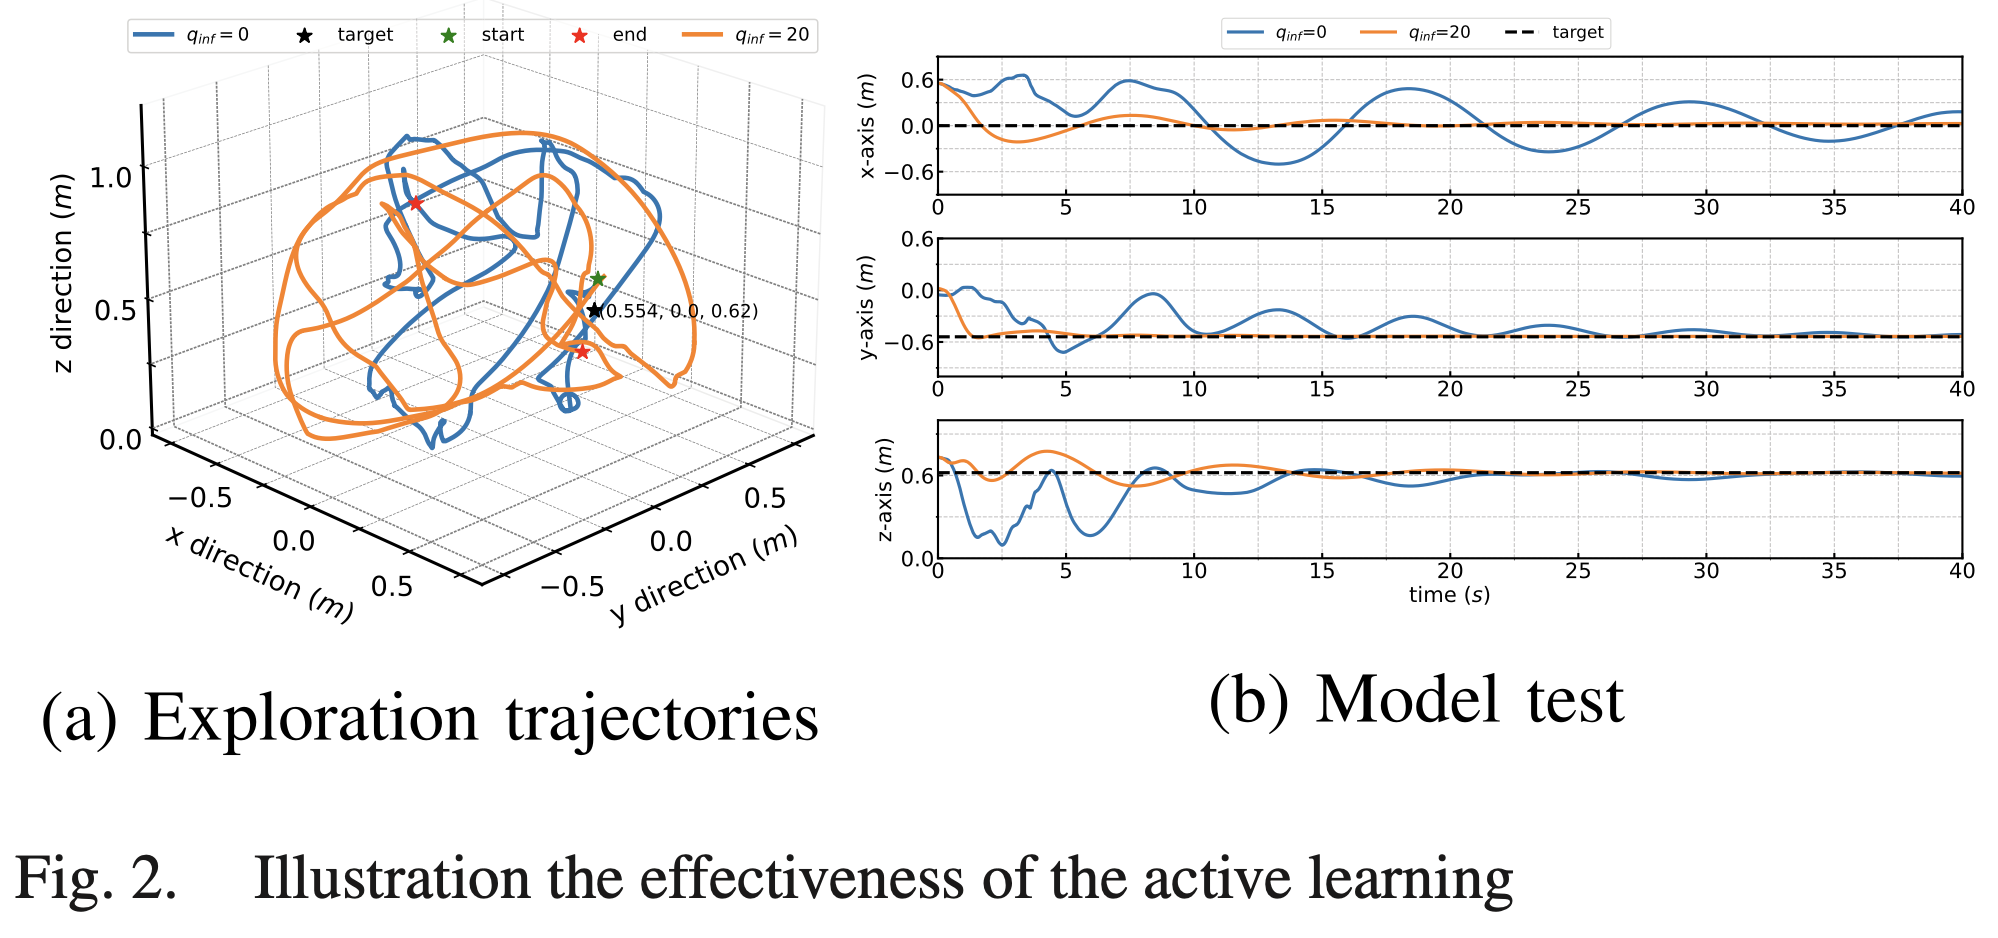 q_inf = 0 target start end q_inf = 20
z direction (m)
1.0
0.5
0.0
(0.554, 0.0, 0.62)
−0.5
0.0
0.5
x direction (m)
−0.5
0.0
0.5
y direction (m)
(a) Exploration trajectories
q_inf=0 q_inf=20 target
x-axis (m)
0.6
0.0
−0.6
0 5 10 15 20 25 30 35 40
y-axis (m)
0.6
0.0
−0.6
0 5 10 15 20 25 30 35 40
z-axis (m)
0.6
0.0
0 5 10 15 20 25 30 35 40
time (s)
(b) Model test
Fig. 2. Illustration the effectiveness of the active learning